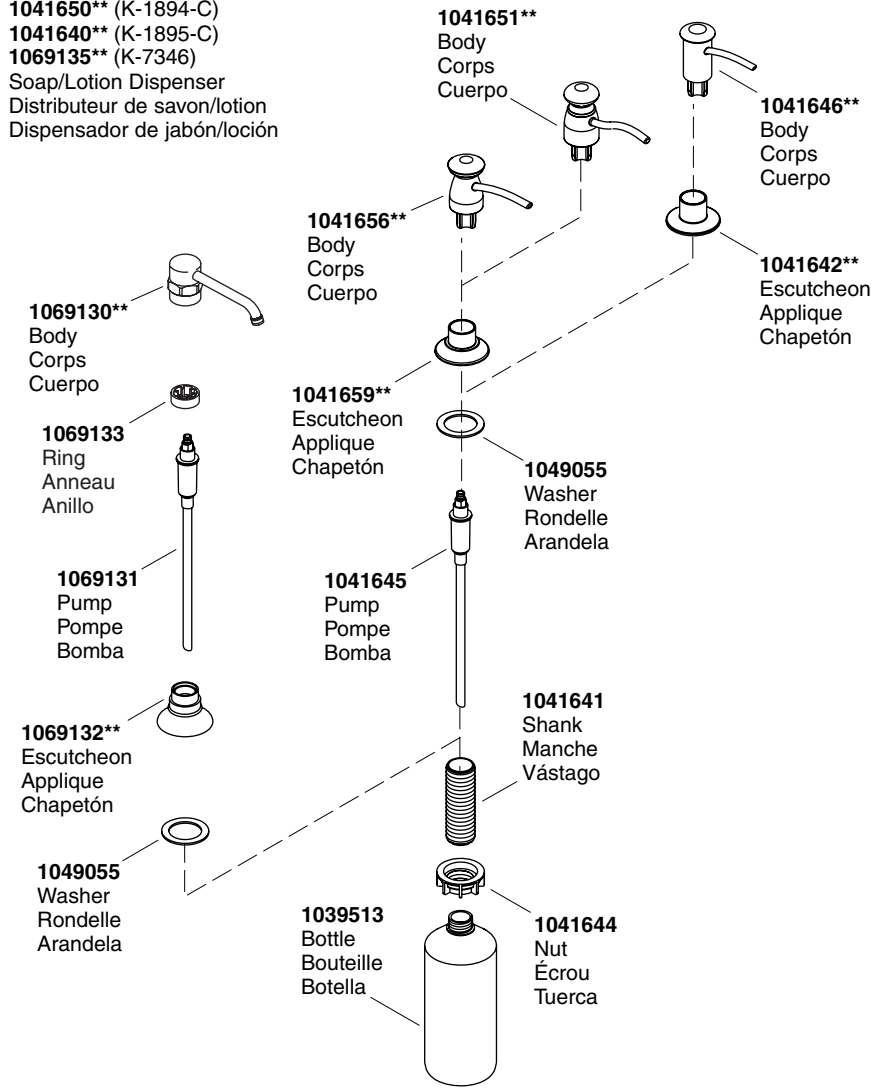 1041650** (K-1894-C)
1041640** (K-1895-C)
1069135** (K-7346)
Soap/Lotion Dispenser
Distributeur de savon/lotion
Dispensador de jabón/loción
1041651**
Body
Corps
Cuerpo
1041646**
Body
Corps
Cuerpo
1041656**
Body
Corps
Cuerpo
1041642**
Escutcheon
Applique
Chapetón
1069130**
Body
Corps
Cuerpo
1041659**
Escutcheon
Applique
Chapetón
1069133
Ring
Anneau
Anillo
1049055
Washer
Rondelle
Arandela
1069131
Pump
Pompe
Bomba
1041645
Pump
Pompe
Bomba
1041641
Shank
Manche
Vástago
1069132**
Escutcheon
Applique
Chapetón
1049055
Washer
Rondelle
Arandela
1039513
Bottle
Bouteille
Botella
1041644
Nut
Écrou
Tuerca